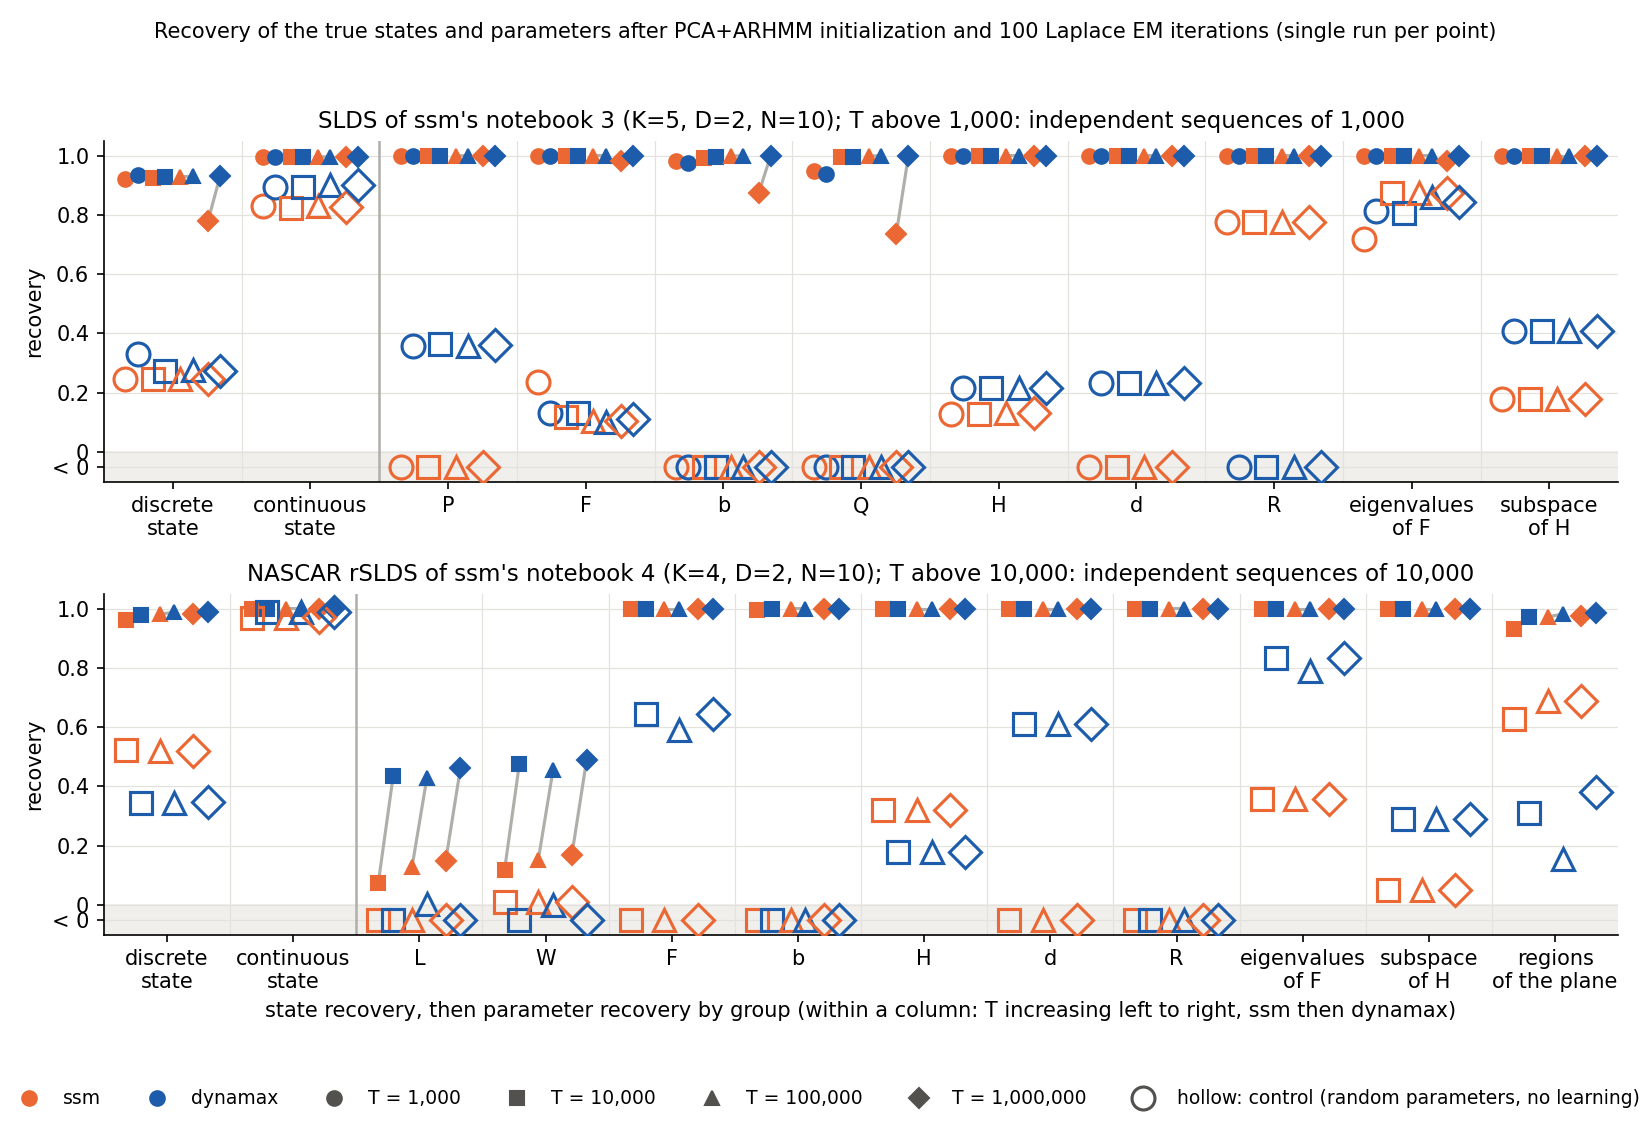 Recovery of the true states and parameters after PCA+ARHMM initialization and 100 Laplace EM iterations (single run per point)
SLDS of ssm's notebook 3 (K=5, D=2, N=10); T above 1,000: independent sequences of 1,000
recovery
1.0
0.8
0.6
0.4
0.2
0
< 0
discrete state
continuous state
P
F
b
Q
H
d
R
eigenvalues of F
subspace of H
NASCAR rSLDS of ssm's notebook 4 (K=4, D=2, N=10); T above 10,000: independent sequences of 10,000
recovery
1.0
0.8
0.6
0.4
0.2
0
< 0
discrete state
continuous state
L
W
F
b
H
d
R
eigenvalues of F
subspace of H
regions of the plane
state recovery, then parameter recovery by group (within a column: T increasing left to right, ssm then dynamax)
ssm
dynamax
T = 1,000
T = 10,000
T = 100,000
T = 1,000,000
hollow: control (random parameters, no learning)